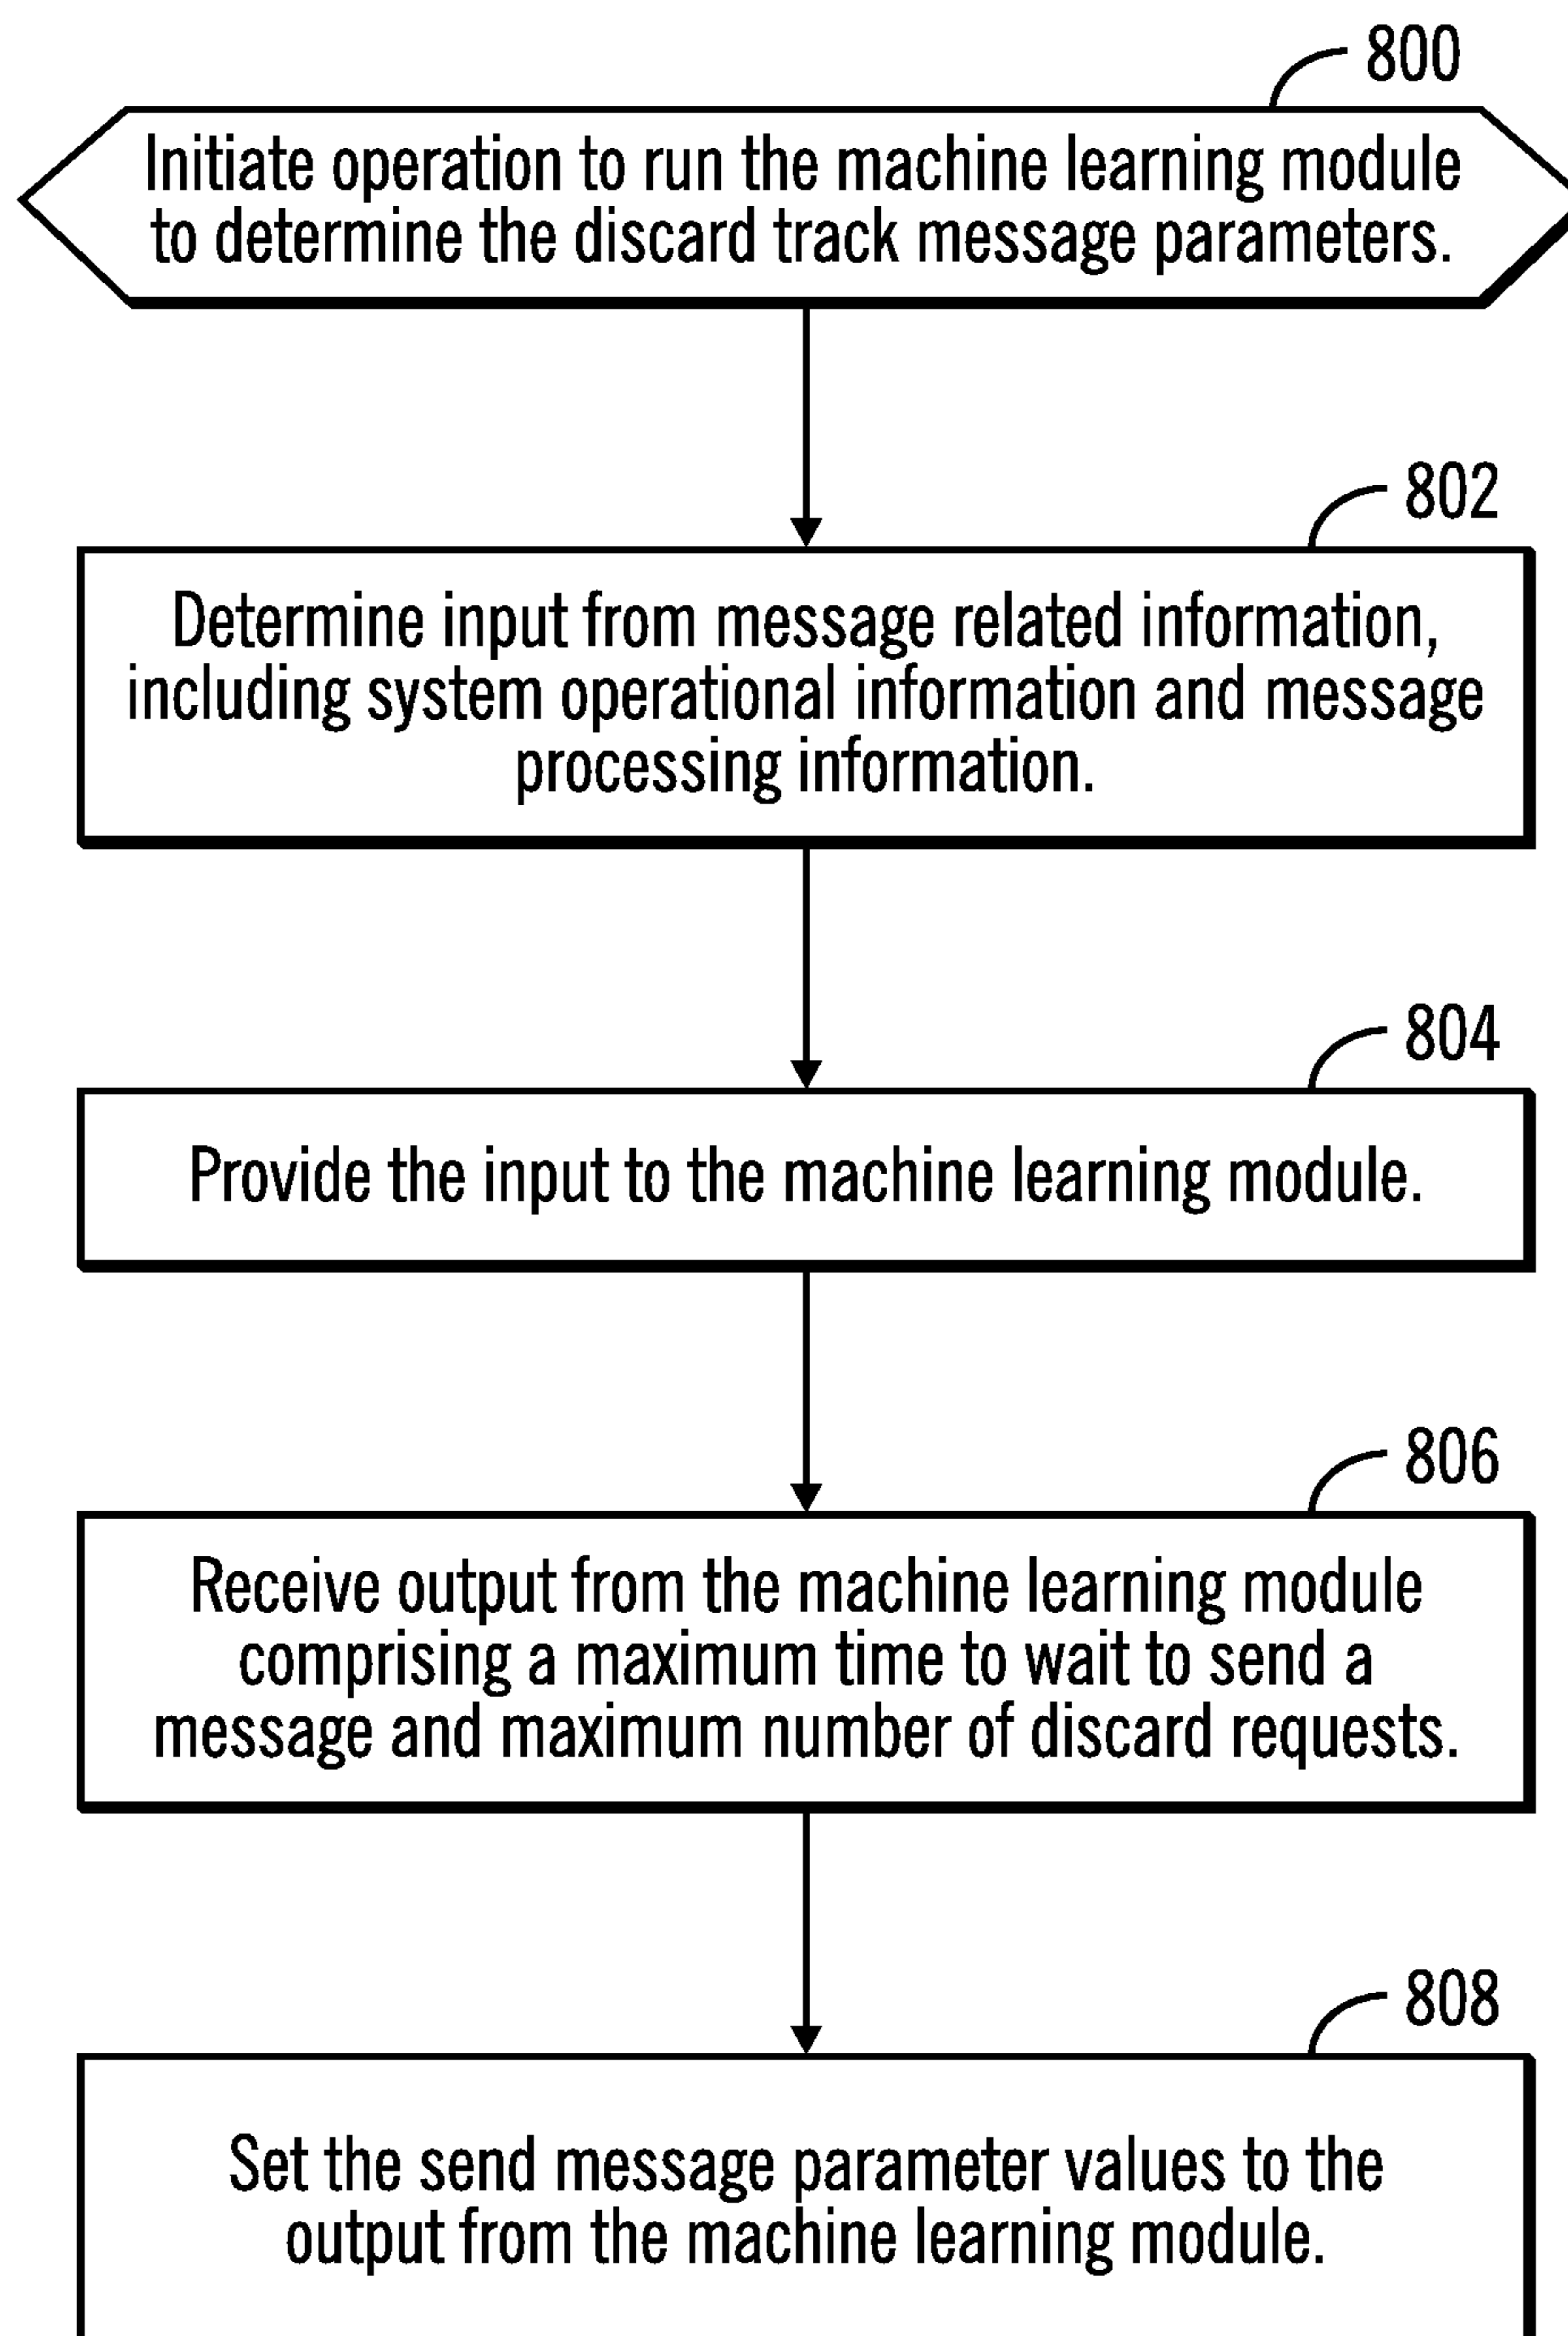 800
Initiate operation to run the machine learning module
to determine the discard track message parameters.
802
Determine input from message related information,
including system operational information and message
processing information.
804
Provide the input to the machine learning module.
806
Receive output from the machine learning module
comprising a maximum time to wait to send a
message and maximum number of discard requests.
808
Set the send message parameter values to the
output from the machine learning module.